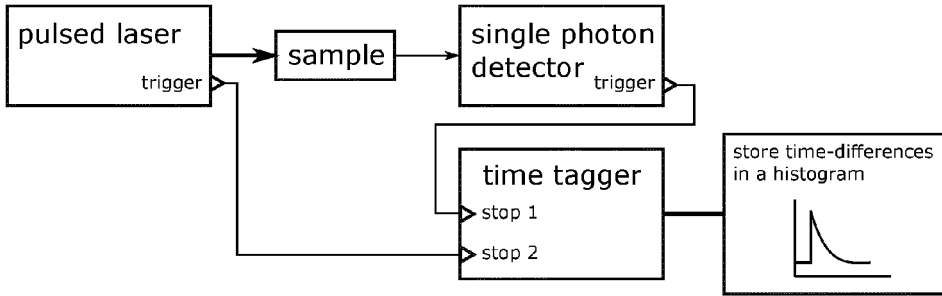 pulsed laser
trigger
sample
single photon
detector
trigger
time tagger
stop 1
stop 2
store time-differences
in a histogram